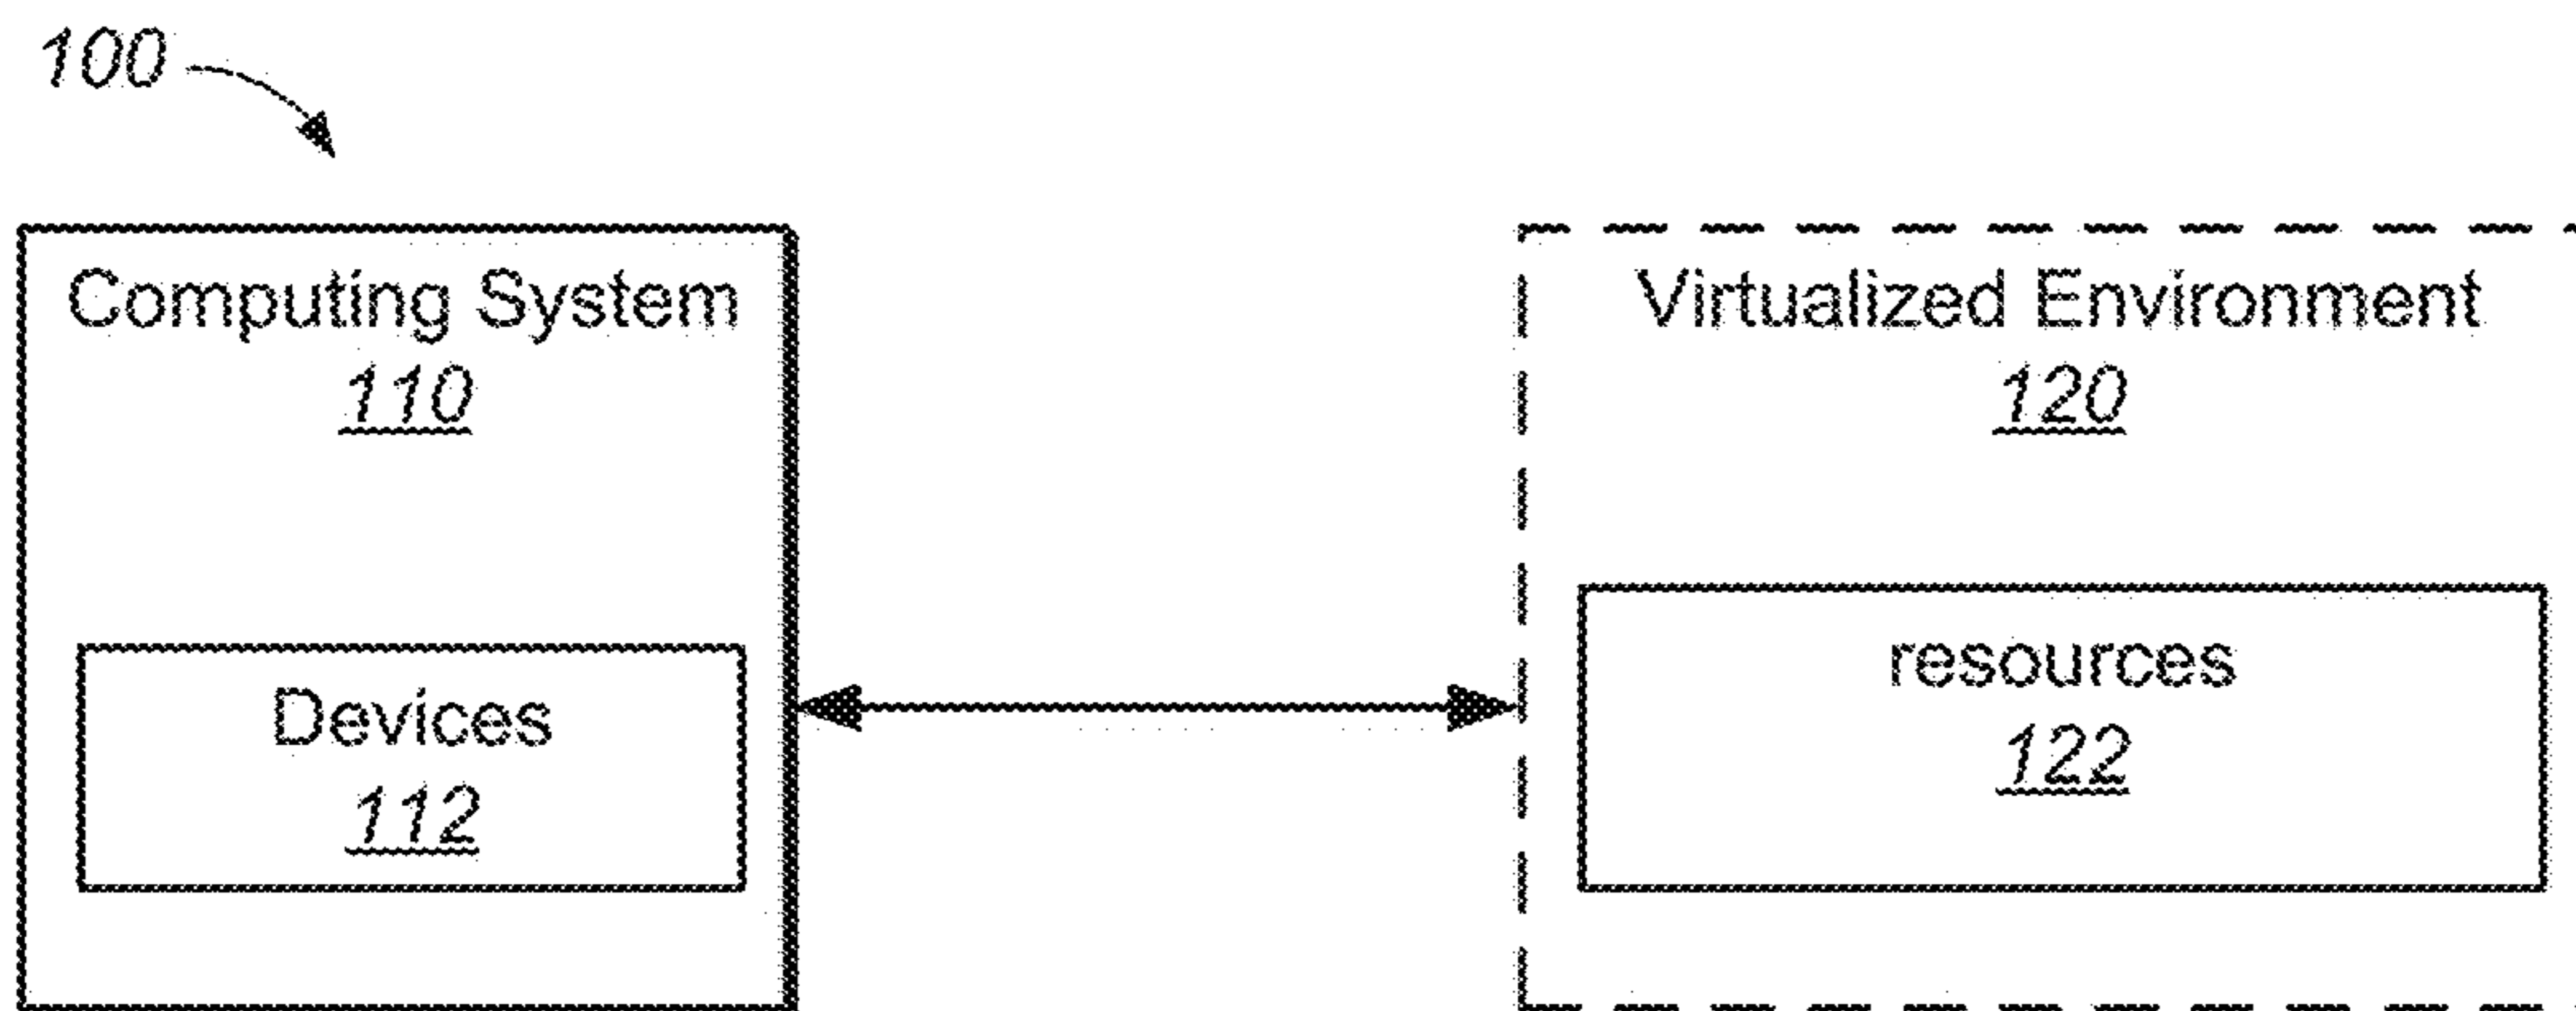 100
Computing System
110
Devices
112
Virtualized Environment
120
resources
122